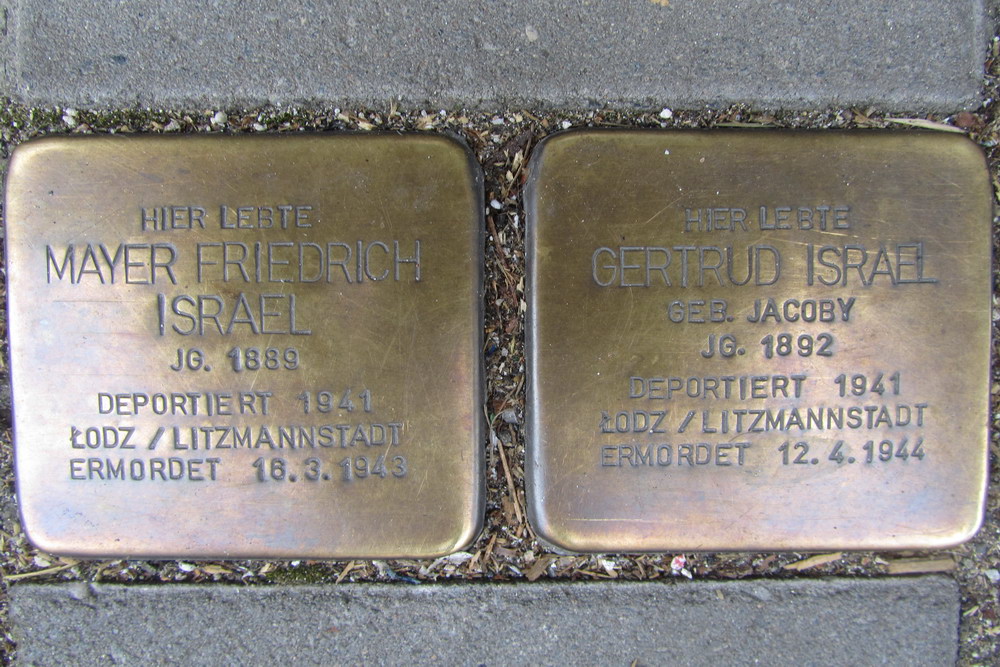 HIER LEBTE
MAYER FRIEDRICH
ISRAEL
JG. 1889
DEPORTIERT 1941
ŁODZ / LITZMANNSTADT
ERMORDET 16.3.1943
HIER LEBTE
GERTRUD ISRAEL
GEB. JACOBY
JG. 1892
DEPORTIERT 1941
ŁODZ / LITZMANNSTADT
ERMORDET 12.4.1944